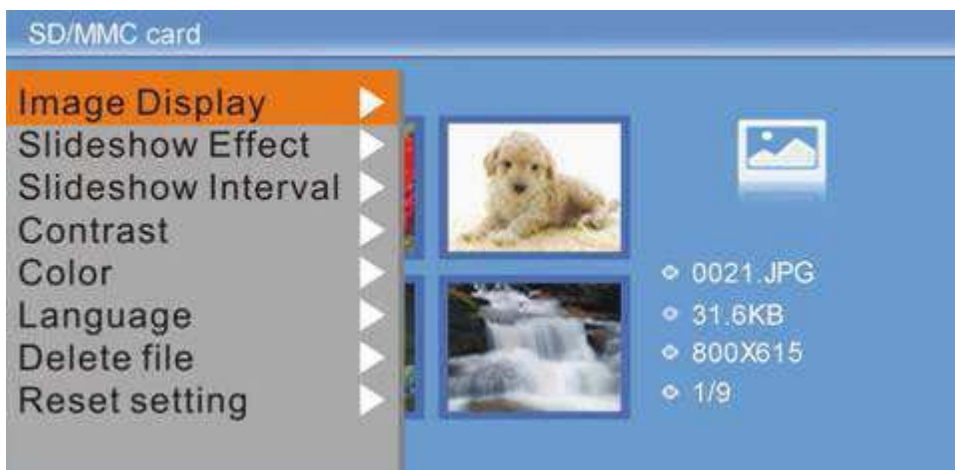 SD/MMC card
Image Display
Slideshow Effect
Slideshow Interval
Contrast
Color
Language
Delete file
Reset setting
0021.JPG
31.6KB
800X615
1/9